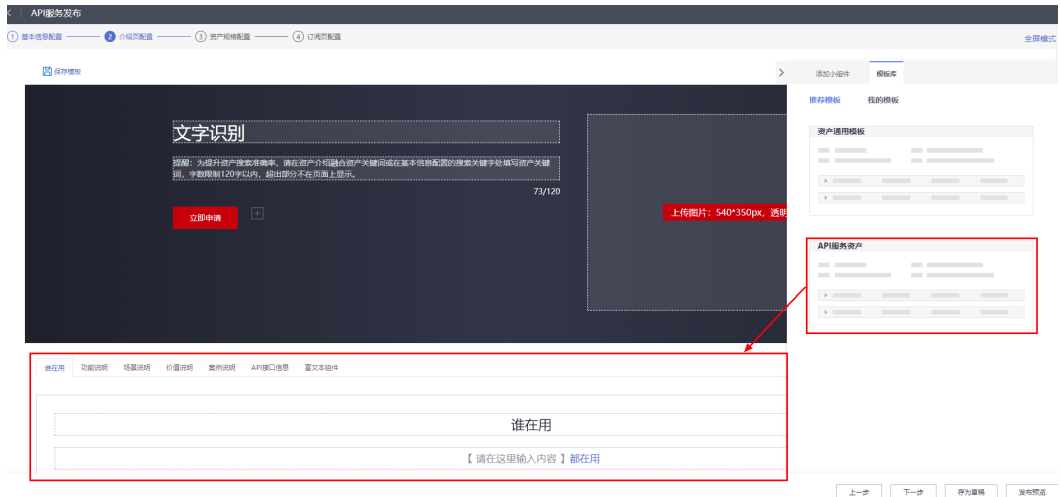 API服务发布
1 基本信息配置 2 介绍页配置 3 资产规格配置 4 订阅页配置
全屏模式
保存模板
添加小组件 模板库
推荐模板 我的模板
文字识别
提醒：为提升资产搜索准确率，请在资产介绍融合资产关键词或在基本信息配置的搜索关键字处填写资产关键
词，字数限制120字以内，超出部分不在页面上显示。
73/120
立即申请
上传图片：540*350px，透明
资产通用模板
API服务资产
谁在用 功能说明 场景说明 价值说明 案例说明 API接口信息 富文本组件
谁在用
【 请在这里输入内容 】都在用
上一步 下一步 存为草稿 发布预览